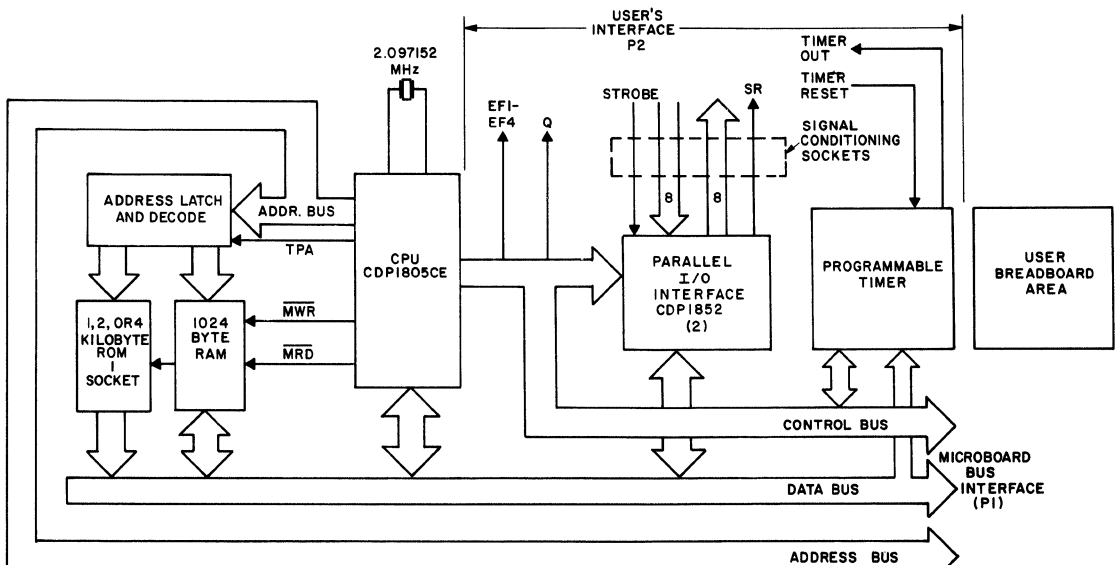 USER'S
INTERFACE
P2
2.097152
MHz
TIMER
OUT
TIMER
RESET
EF1-
EF4
Q
STROBE
SR
SIGNAL
CONDITIONING
SOCKETS
8
8
ADDRESS LATCH
AND DECODE
ADDR. BUS
TPA
CPU
CDP1805CE
PARALLEL
I/O
INTERFACE
CDP1852
(2)
PROGRAMMABLE
TIMER
USER
BREADBOARD
AREA
1, 2, OR 4
KILOBYTE
ROM
1
SOCKET
1024
BYTE
RAM
MWR
MRD
CONTROL BUS
MICROBOARD
BUS
INTERFACE
(P1)
DATA BUS
ADDRESS BUS